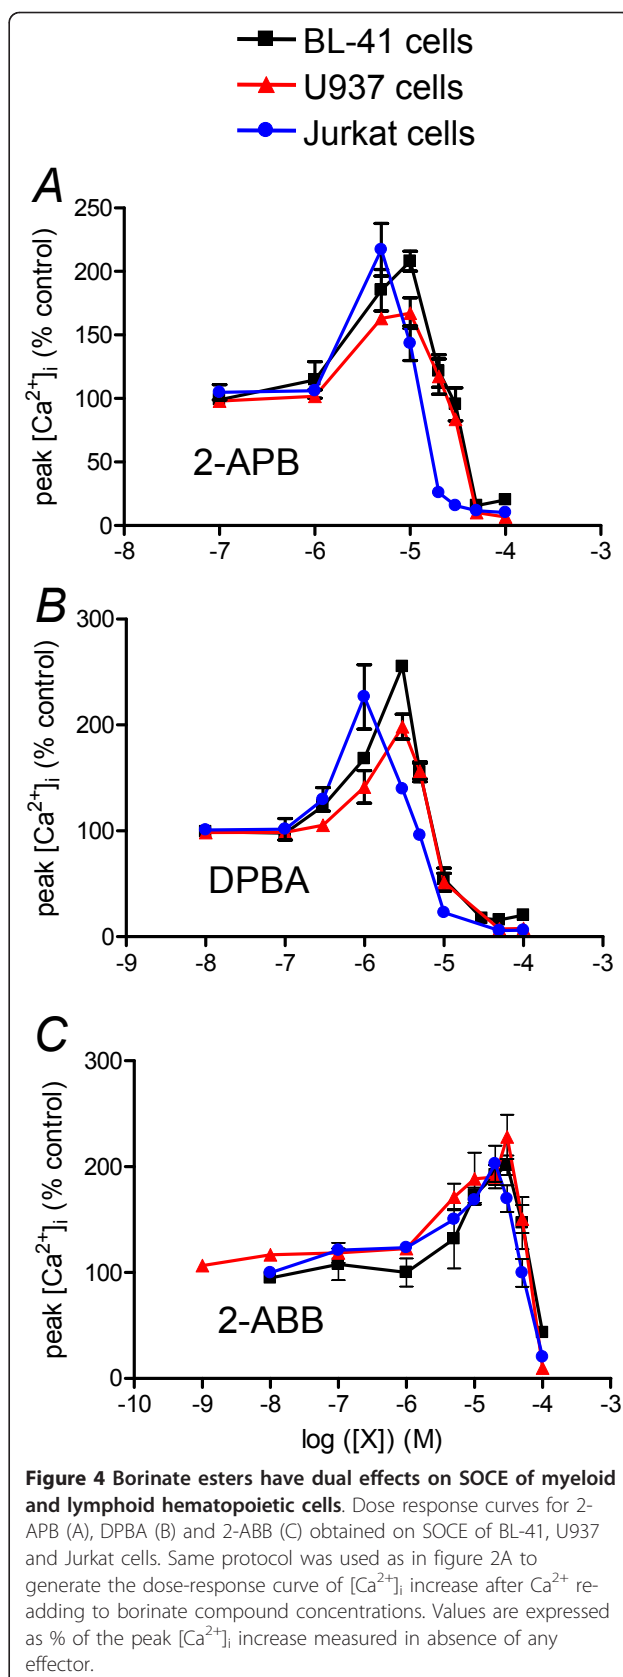 BL-41 cells
U937 cells
Jurkat cells
A
peak [Ca²⁺]ᵢ (% control)
250
200
150
100
50
0
2-APB
-8 -7 -6 -5 -4 -3
B
peak [Ca²⁺]ᵢ (% control)
300
200
100
0
DPBA
-9 -8 -7 -6 -5 -4 -3
C
peak [Ca²⁺]ᵢ (% control)
300
200
100
0
2-ABB
-10 -9 -8 -7 -6 -5 -4 -3
log ([X]) (M)
Figure 4 Borinate esters have dual effects on SOCE of myeloid
and lymphoid hematopoietic cells. Dose response curves for 2-
APB (A), DPBA (B) and 2-ABB (C) obtained on SOCE of BL-41, U937
and Jurkat cells. Same protocol was used as in figure 2A to
generate the dose-response curve of [Ca²⁺]ᵢ increase after Ca²⁺ re-
adding to borinate compound concentrations. Values are expressed
as % of the peak [Ca²⁺]ᵢ increase measured in absence of any
effector.